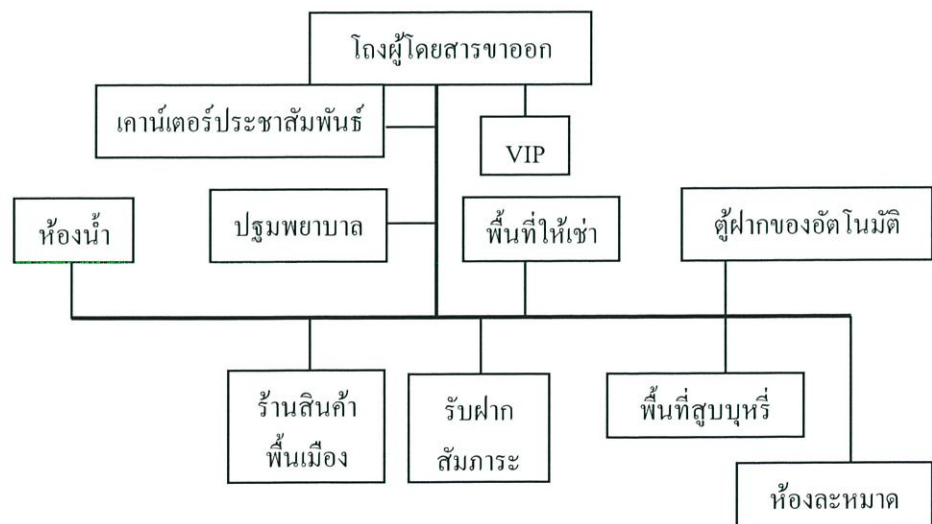 โถงผู้โดยสารขาออก
เคาน์เตอร์ประชาสัมพันธ์
VIP
ห้องน้ำ
ปฐมพยาบาล
พื้นที่ให้เช่า
ตู้ฝากของอัตโนมัติ
ร้านสินค้า
พื้นเมือง
รับฝาก
สัมภาระ
พื้นที่สูบบุหรี่
ห้องละหมาด